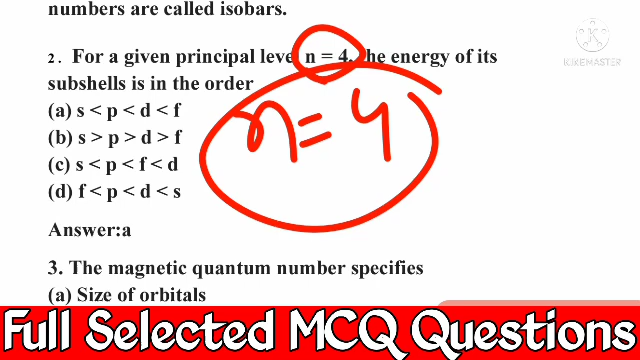 numbers are called isobars.
KINEMASTER
2. For a given principal level n = 4, the energy of its
subshells is in the order
(a) s < p < d < f
(b) s > p > d > f
(c) s < p < f < d
(d) f < p < d < s
n = 4
Answer:a
3. The magnetic quantum number specifies
(a) Size of orbitals
Full Selected MCQ Questions